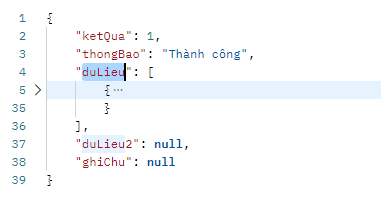 1 {
2 "ketQua": 1,
3 "thongBao": "Thành công",
4 "duLieu": [
5 > { ...
35 }
36 ],
37 "duLieu2": null,
38 "ghiChu": null
39 }